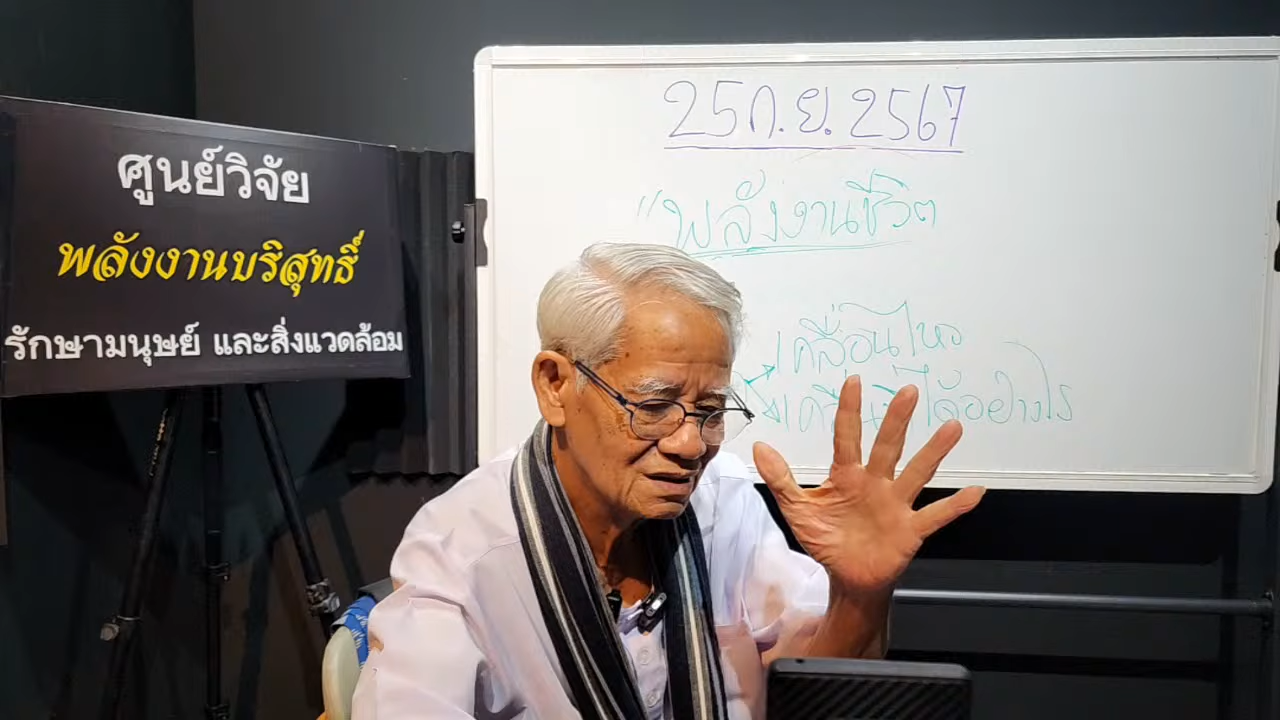 ศูนย์วิจัย
พลังงานบริสุทธิ์
รักษามนุษย์ และสิ่งแวดล้อม
25ก.ย. 2567
"พลังงานชีวิต
เคลื่อนไหว
ได้อย่างไร